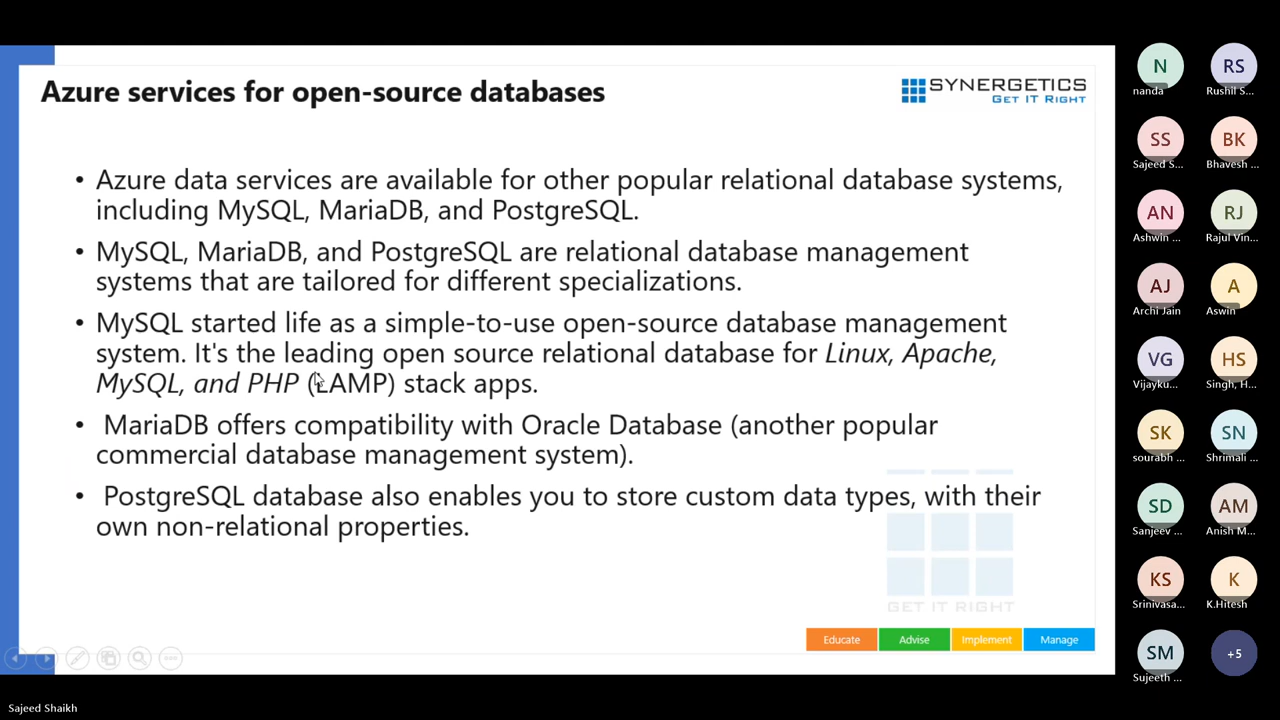 Azure services for open-source databases
SYNERGETICS
GET IT RIGHT
• Azure data services are available for other popular relational database systems,
including MySQL, MariaDB, and PostgreSQL.
• MySQL, MariaDB, and PostgreSQL are relational database management
systems that are tailored for different specializations.
• MySQL started life as a simple-to-use open-source database management
system. It's the leading open source relational database for Linux, Apache,
MySQL, and PHP (LAMP) stack apps.
• MariaDB offers compatibility with Oracle Database (another popular
commercial database management system).
• PostgreSQL database also enables you to store custom data types, with their
own non-relational properties.
GET IT RIGHT
Educate Advise Implement Manage
N RS
nanda Rushil S...
SS BK
Sajeed S... Bhavesh ...
AN RJ
Ashwin ... Rajul Vin...
AJ A
Archi Jain Aswin
VG HS
Vijayku... Singh, H...
SK SN
sourabh ... Shrimali ...
SD AM
Sanjeev ... Anish M...
KS K
Srinivasa... K.Hitesh
SM +5
Sujeeth ...
Sajeed Shaikh